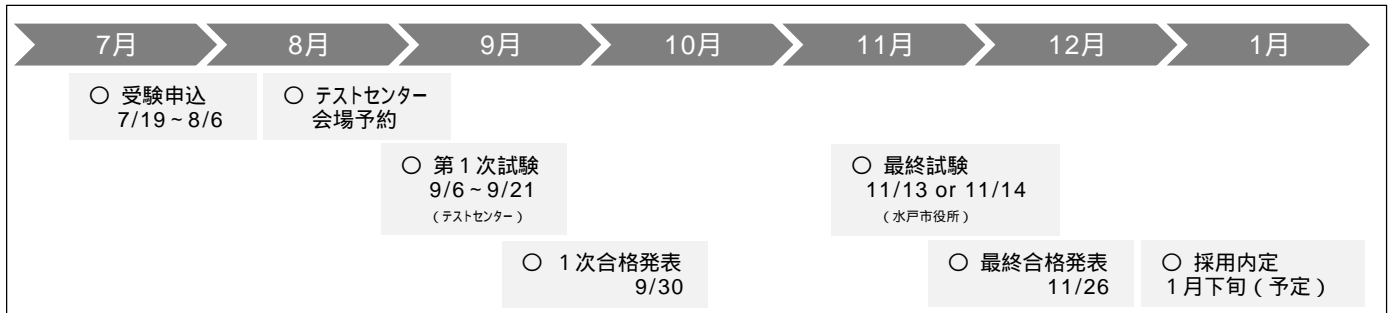 7月 8月 9月 10月 11月 12月 1月
○ 受験申込
7/19~8/6
○ テストセンター
会場予約
○ 第1次試験
9/6~9/21
(テストセンター)
○ 最終試験
11/13 or 11/14
(水戸市役所)
○ 1次合格発表
9/30
○ 最終合格発表
11/26
○ 採用内定
1月下旬(予定)